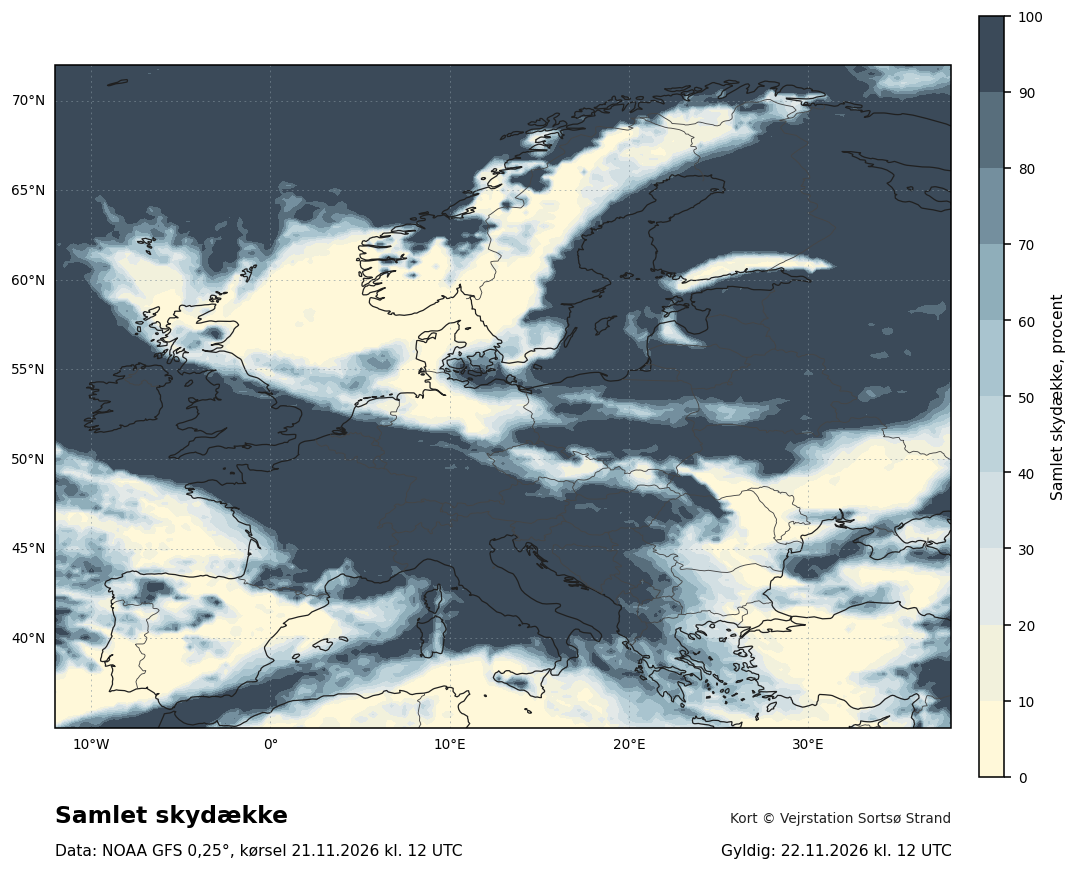 100
90
80
70
60
50
40
30
20
10
0
Samlet skydække, procent
70°N
65°N
60°N
55°N
50°N
45°N
40°N
10°W
0°
10°E
20°E
30°E
Samlet skydække
Kort © Vejrstation Sortsø Strand
Data: NOAA GFS 0,25°, kørsel 21.11.2026 kl. 12 UTC
Gyldig: 22.11.2026 kl. 12 UTC